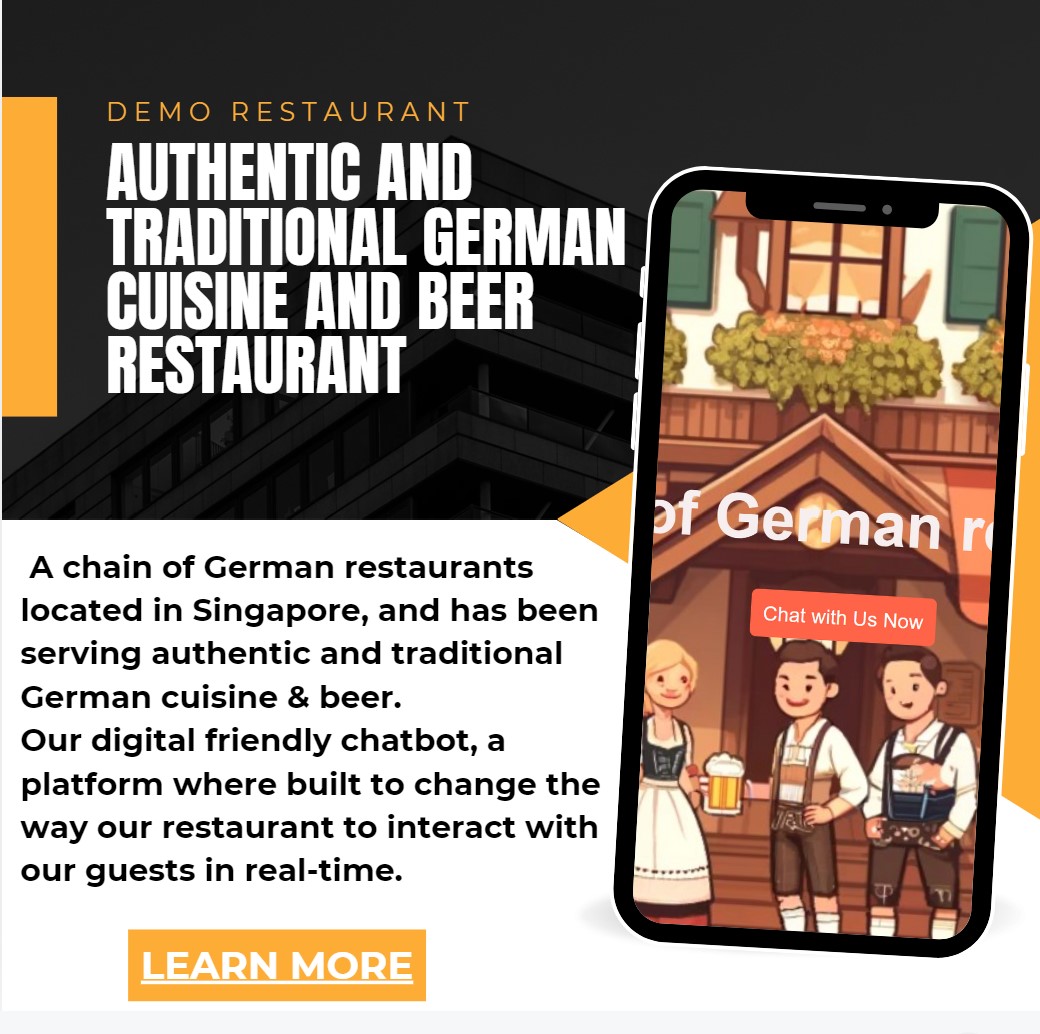 DEMO RESTAURANT
AUTHENTIC AND
TRADITIONAL GERMAN
CUISINE AND BEER
RESTAURANT
of German
Chat with Us Now
A chain of German restaurants
located in Singapore, and has been
serving authentic and traditional
German cuisine & beer.
Our digital friendly chatbot, a
platform where built to change the
way our restaurant to interact with
our guests in real-time.
LEARN MORE